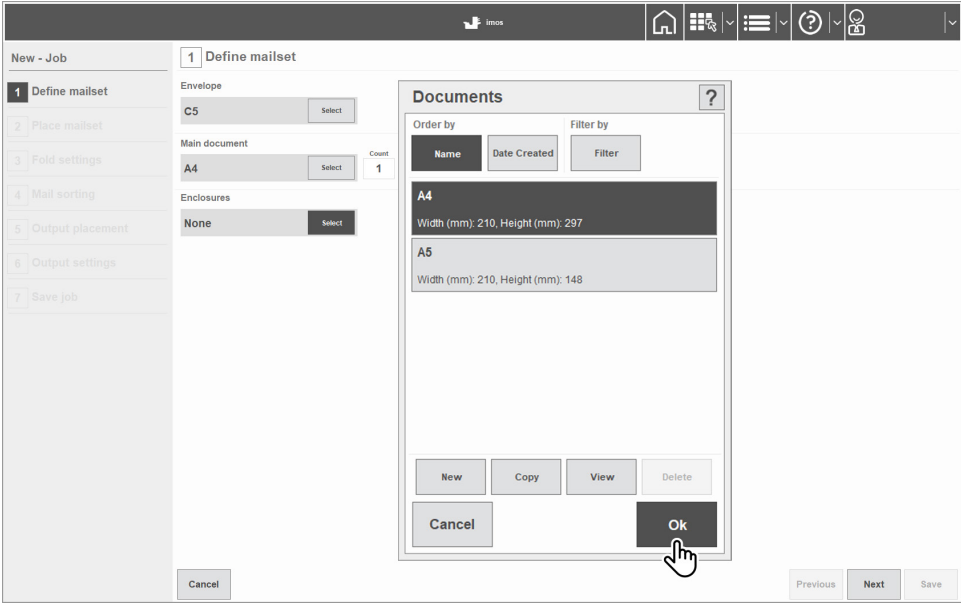 imos
New - Job
1 Define mailset
2 Place mailset
3 Fold settings
4 Mail sorting
5 Output placement
6 Output settings
7 Save job
1 Define mailset
Envelope
C5 Select
Main document
Count
A4 Select 1
Enclosures
None Select
Documents ?
Order by Filter by
Name Date Created Filter
A4
Width (mm): 210, Height (mm): 297
A5
Width (mm): 210, Height (mm): 148
New Copy View Delete
Cancel Ok
Cancel Previous Next Save